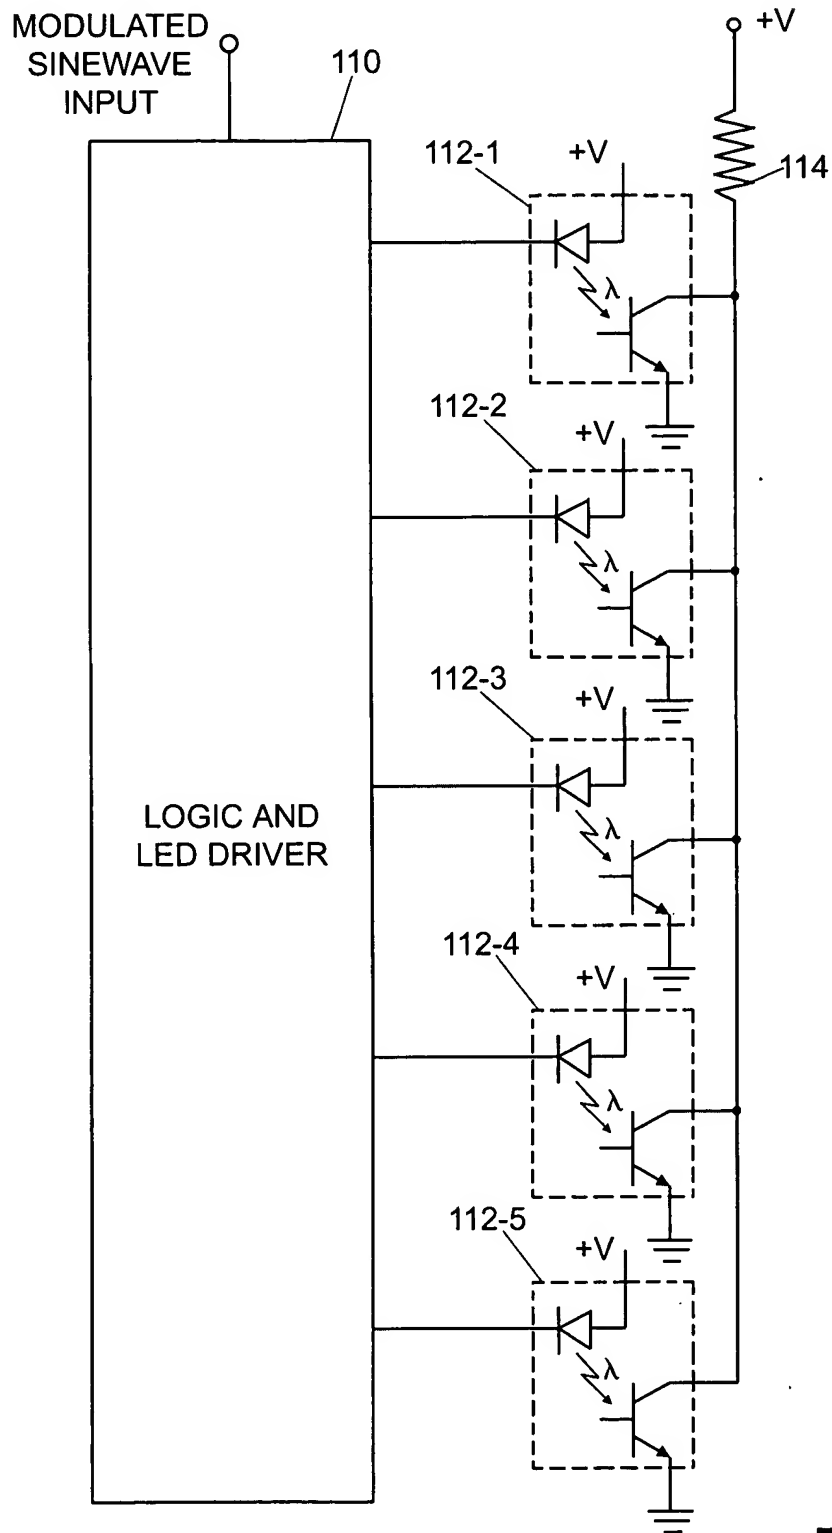 MODULATED
SINEWAVE
INPUT
+V
110
114
112-1
+V
λ
112-2
+V
λ
112-3
+V
λ
LOGIC AND
LED DRIVER
112-4
+V
λ
112-5
+V
λ